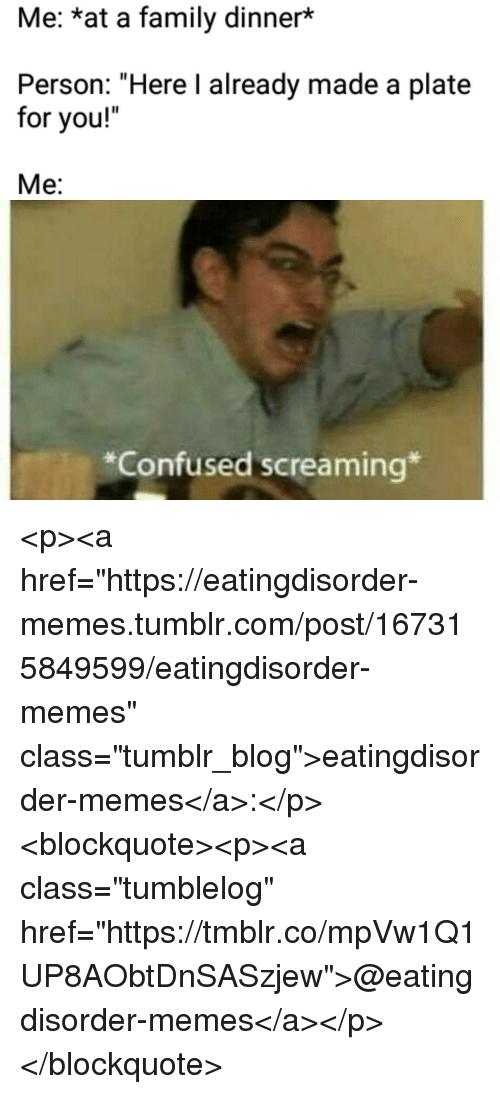 Me: *at a family dinner*
Person: "Here I already made a plate
for you!"
Me:
*Confused screaming*
<p><a
href="https://eatingdisorder-
memes.tumblr.com/post/16731
5849599/eatingdisorder-
memes"
class="tumblr_blog">eatingdisor
der-memes</a>:</p>
<blockquote><p><a
class="tumblelog"
href="https://tmblr.co/mpVw1Q1
UP8AObtDnSASzjew">@eating
disorder-memes</a></p>
</blockquote>